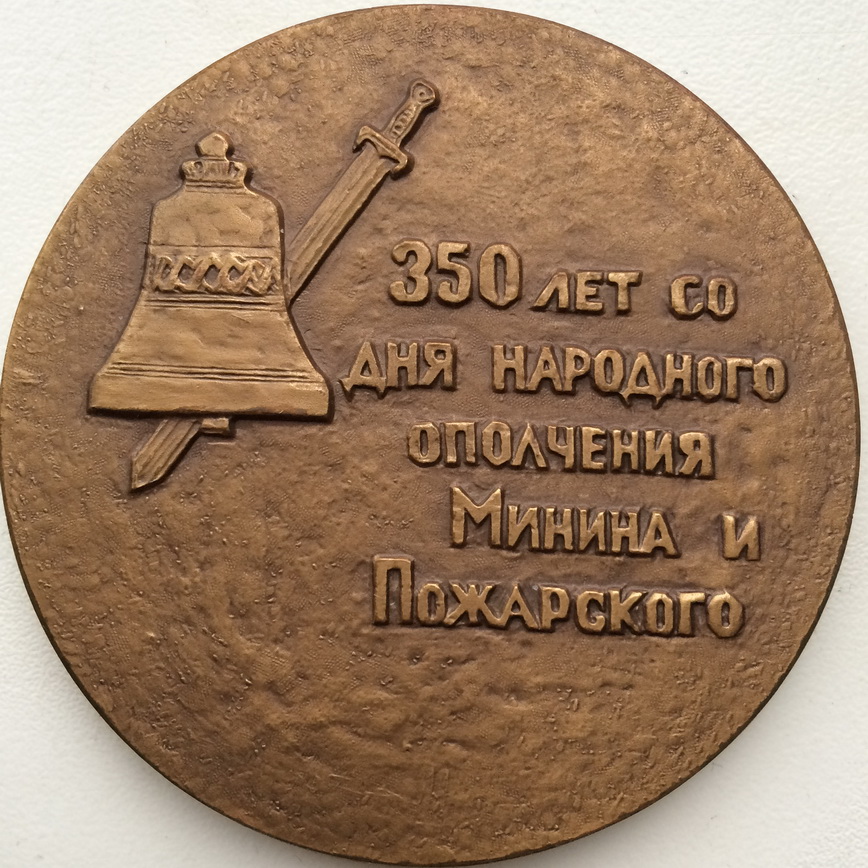 350 лет со
дня народного
ополчения
Минина и
Пожарского